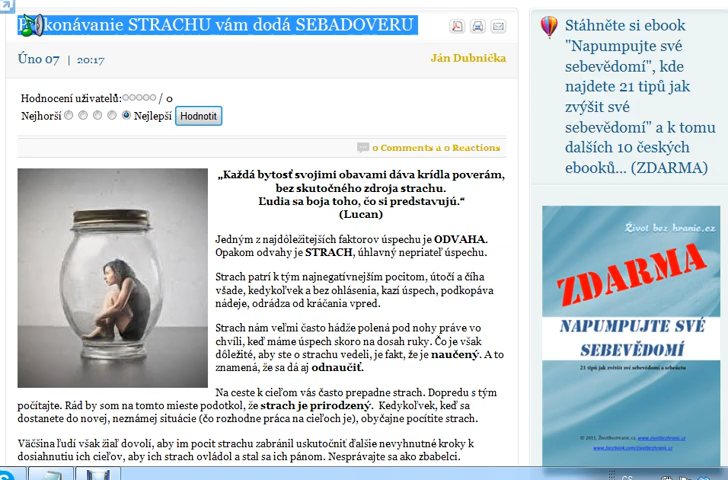 konávanie STRACHU vám dodá SEBADOVERU
Úno 07 | 20:17
Ján Dubnička
Hodnocení uživatelů: / 0
Nejhorší Nejlepší Hodnotit
0 Comments a 0 Reactions
„Každá bytosť svojimi obavami dáva krídla poverám,
bez skutočného zdroja strachu.
Ľudia sa boja toho, čo si predstavujú.“
(Lucan)
Jedným z najdôležitejších faktorov úspechu je ODVAHA.
Opakom odvahy je STRACH, úhlavný nepriateľ úspechu.
Strach patrí k tým najnegatívnejším pocitom, útočí a číha
všade, kedykoľvek a bez ohlásenia, kazí úspech, podkopáva
nádeje, odrádza od kráčania vpred.
Strach nám veľmi často hádže polená pod nohy práve vo
chvíli, keď máme úspech skoro na dosah ruky. Čo je však
dôležité, aby ste o strachu vedeli, je fakt, že je naučený. A to
znamená, že sa dá aj odnaučiť.
Na ceste k cieľom vás často prepadne strach. Dopredu s tým
počítajte. Rád by som na tomto mieste podotkol, že strach je prirodzený. Kedykoľvek, keď sa
dostanete do novej, neznámej situácie (čo rozhodne práca na cieľoch je), obyčajne pocítite strach.
Väčšina ľudí však žiaľ dovolí, aby im pocit strachu zabránil uskutočniť ďalšie nevyhnutné kroky k
dosiahnutiu ich cieľov, aby ich strach ovládol a stal sa ich pánom. Nesprávajte sa ako zbabelci.
Stáhněte si ebook
"Napumpujte své
sebevědomí", kde
najdete 21 tipů jak
zvýšit své
sebevědomí" a k tomu
dalších 10 českých
ebooků... (ZDARMA)
Život bez hranic.cz
ZDARMA
NAPUMPUJTE SVÉ
SEBEVĚDOMÍ
21 tipů jak zvýšit své sebevědomí a sebeúctu
CS